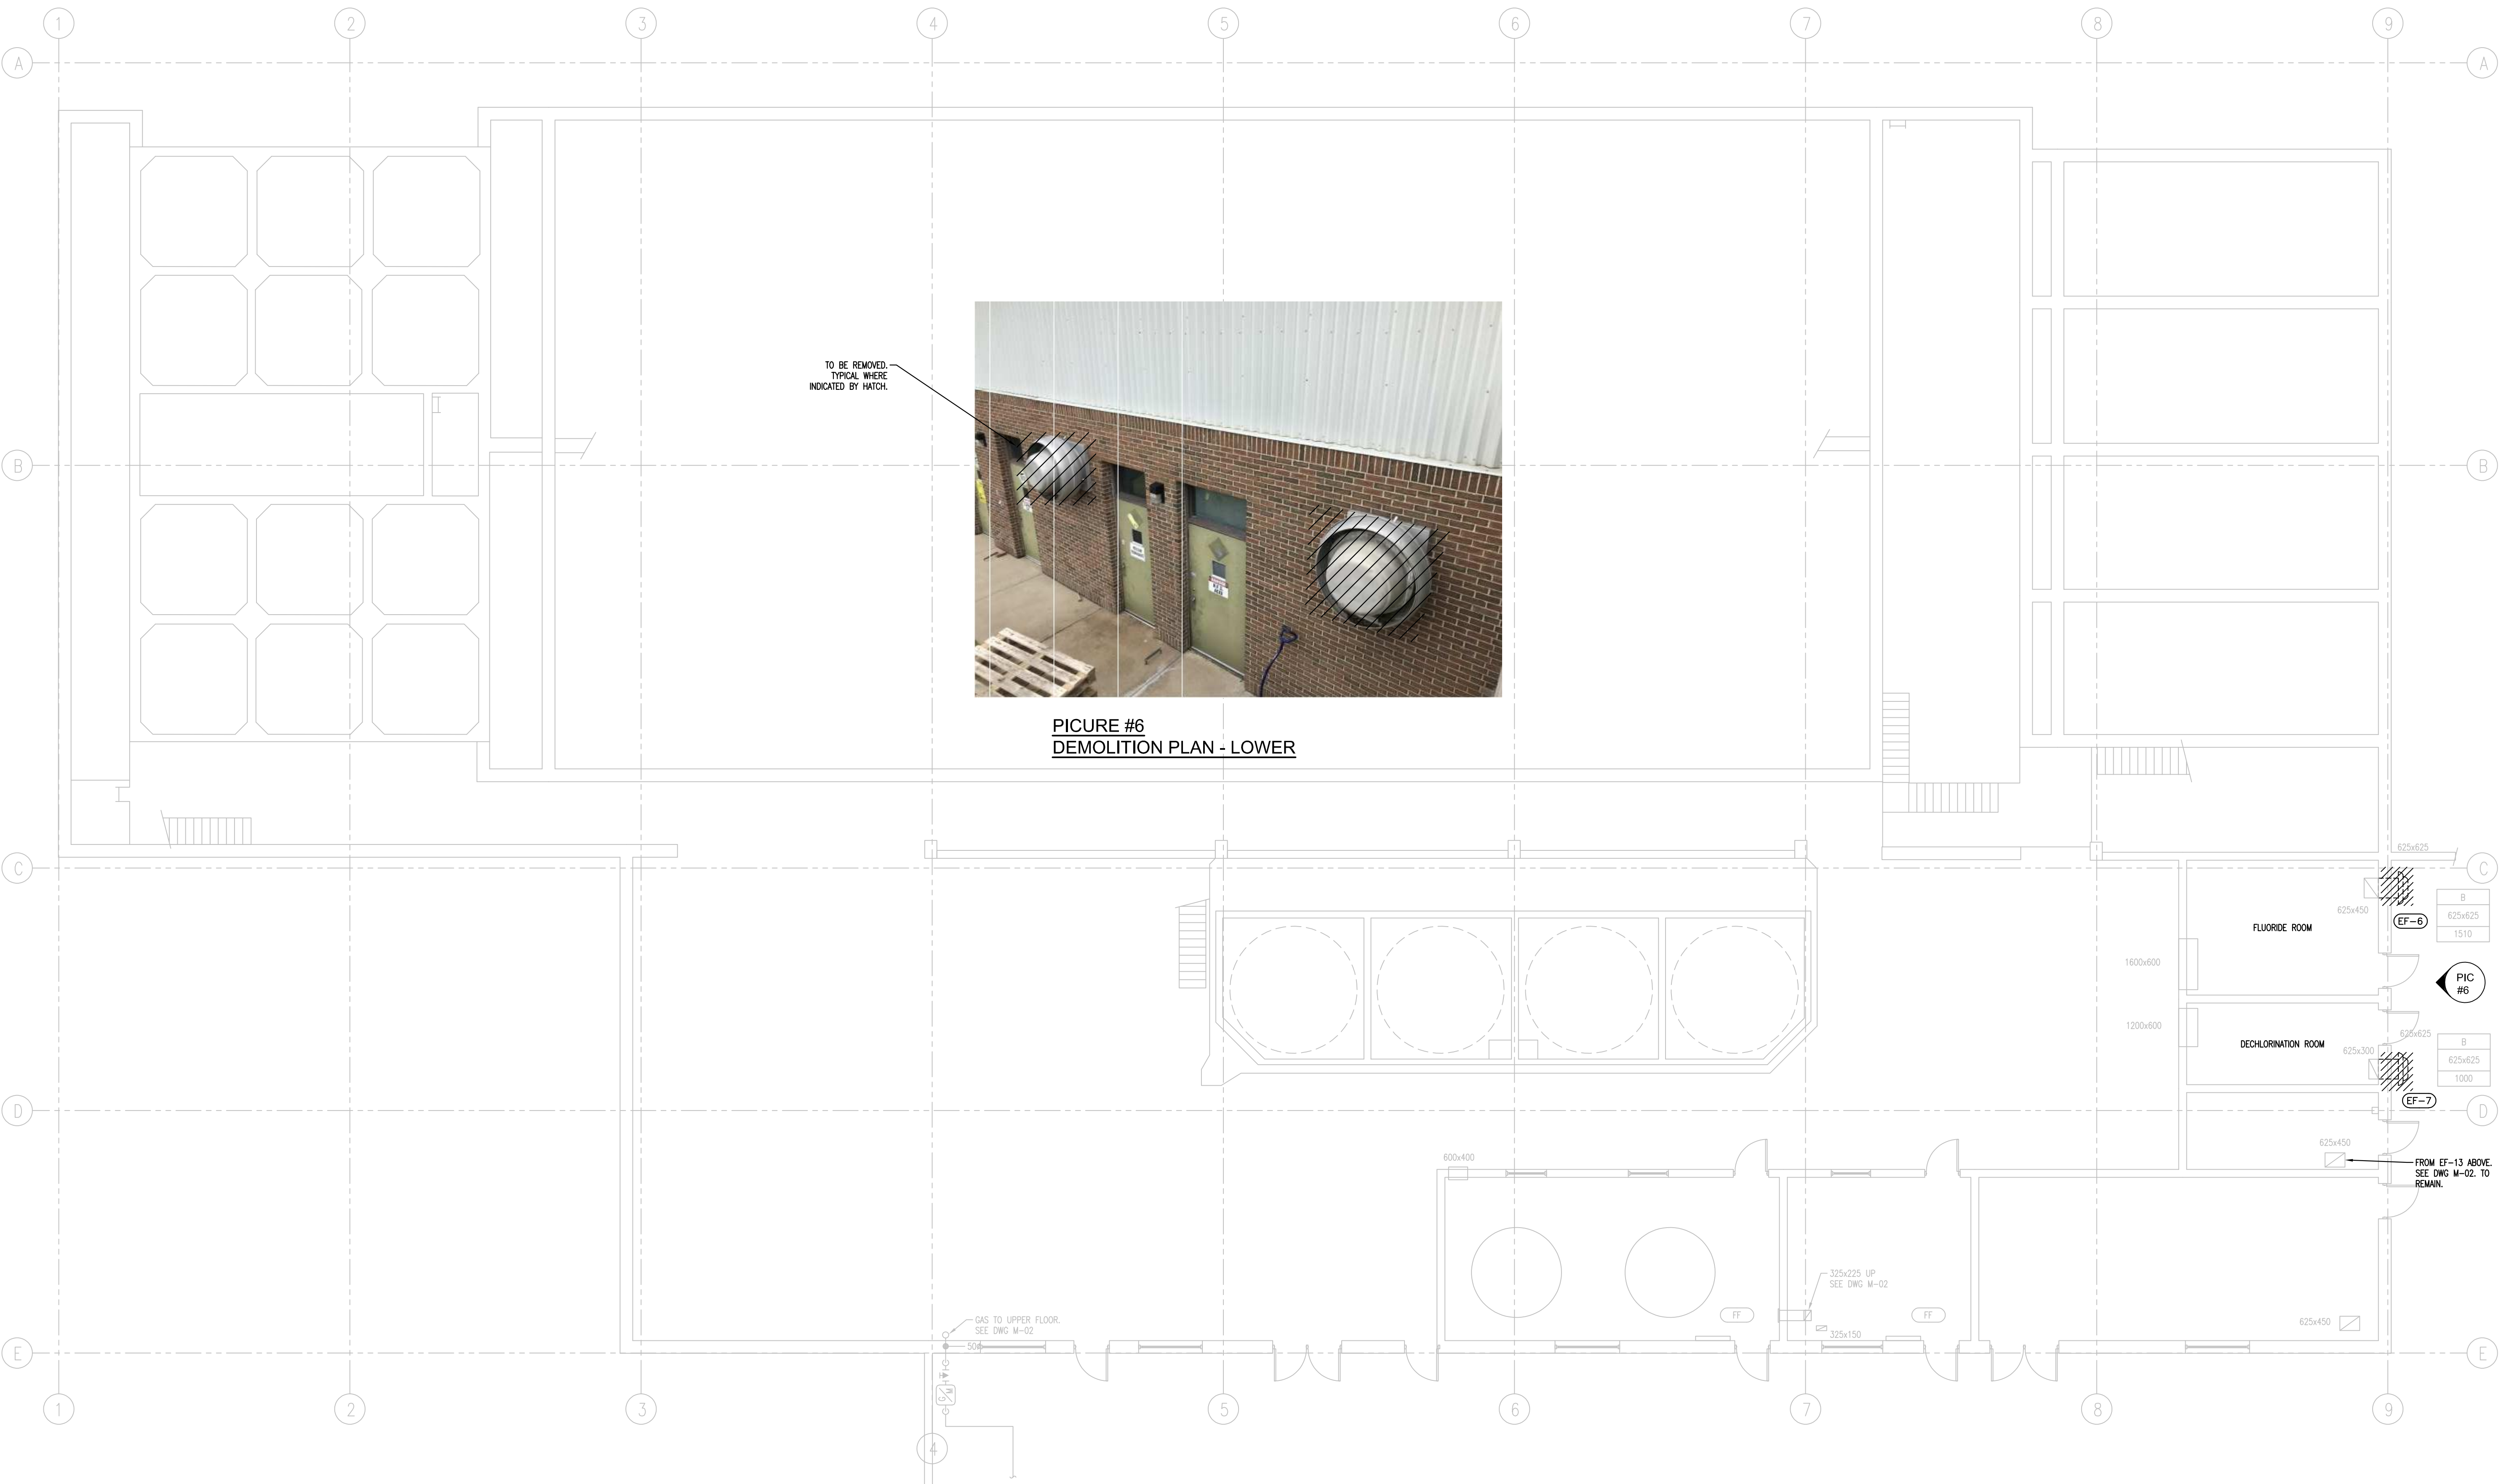 1
2
3
4
5
6
7
8
9
A
A
TO BE REMOVED.
TYPICAL WHERE
INDICATED BY HATCH.
B
B
PICURE #6
DEMOLITION PLAN - LOWER
C
C
625x625
625x450
B
625x625
1510
EF-6
FLUORIDE ROOM
1600x600
PIC
#6
1200x600
625x625
DECHLORINATION ROOM
625x300
B
625x625
1000
EF-7
D
D
625x450
600x400
FROM EF-13 ABOVE.
SEE DWG M-02. TO
REMAIN.
325x225 UP
SEE DWG M-02
FF
FF
GAS TO UPPER FLOOR.
SEE DWG M-02
325x150
625x450
E
E
G/M
1
2
3
5
6
7
8
9
4